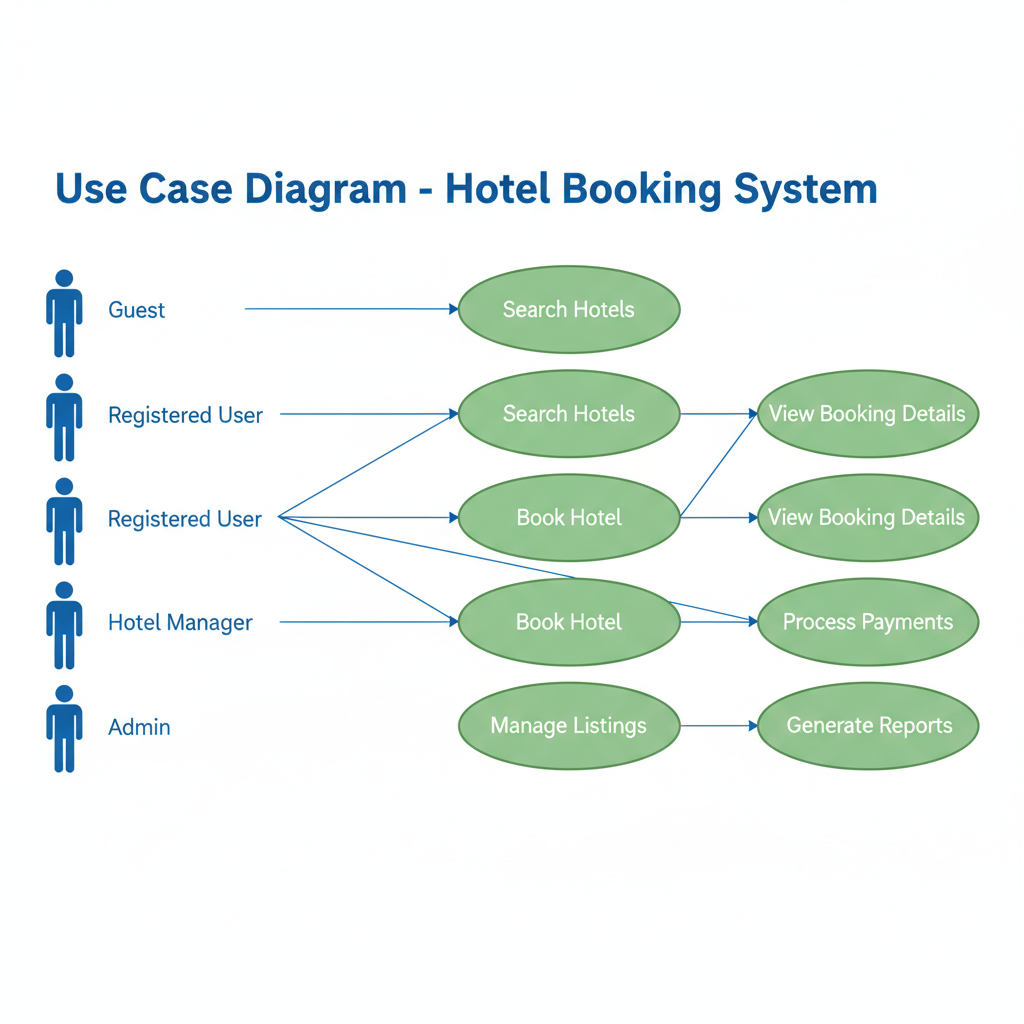 Use Case Diagram - Hotel Booking System
Guest
Search Hotels
Registered User
Search Hotels
View Booking Details
Registered User
Book Hotel
View Booking Details
Hotel Manager
Book Hotel
Process Payments
Admin
Manage Listings
Generate Reports